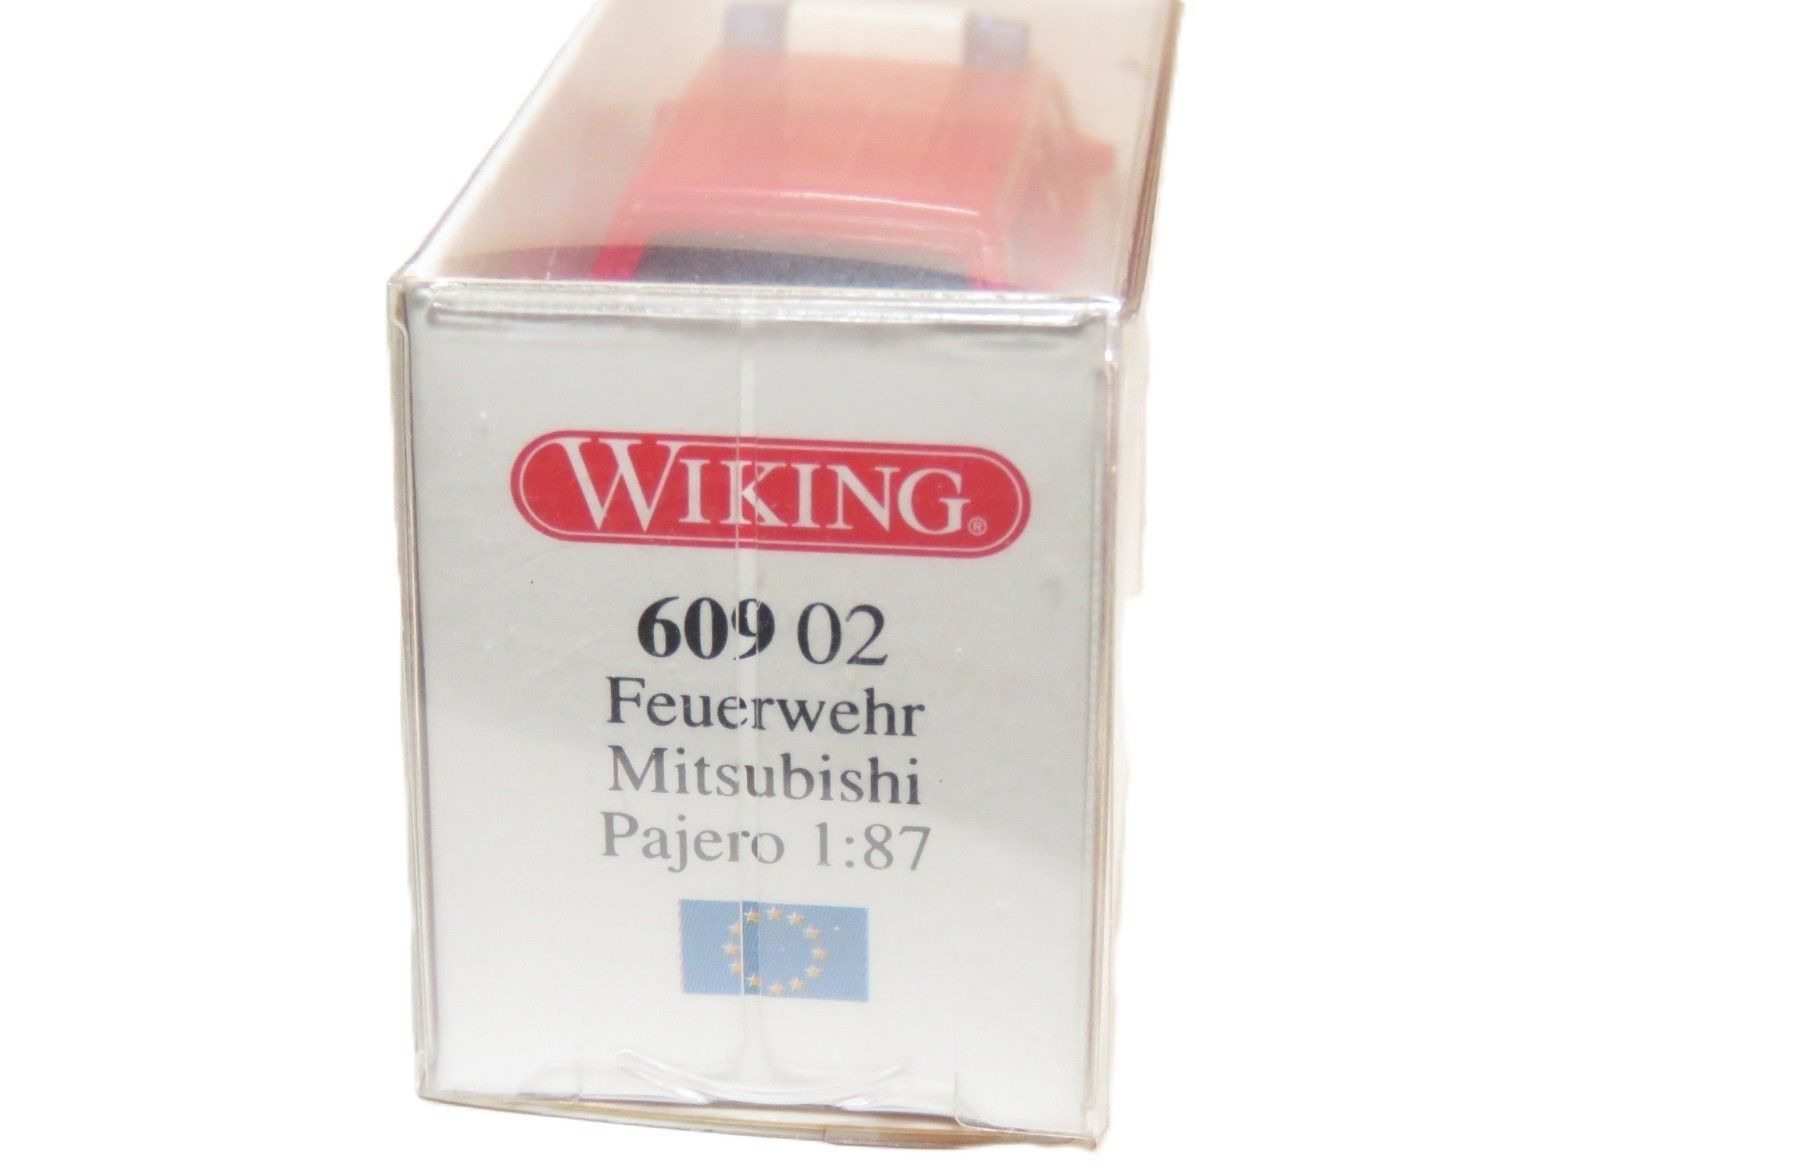 WIKING®
609 02
Feuerwehr
Mitsubishi
Pajero 1:87